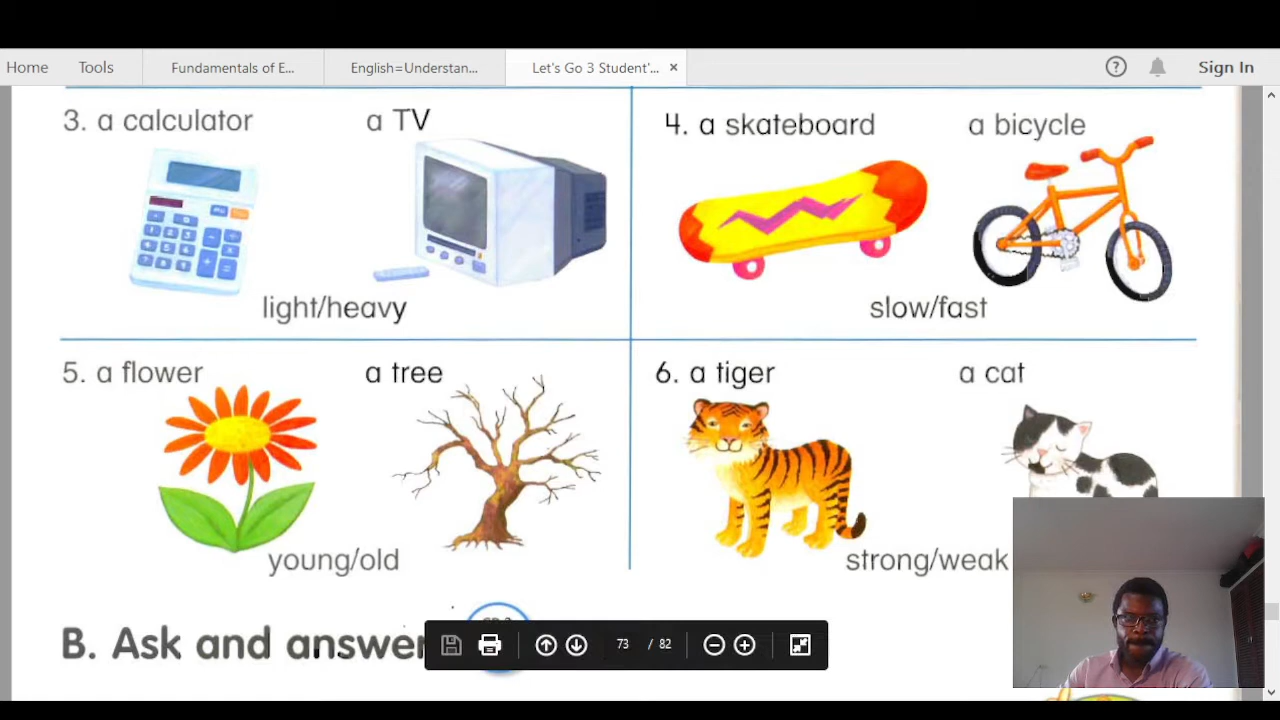 Home Tools Fundamentals of E... English=Understan... Let's Go 3 Student'... × ? Sign In
3. a calculator a TV
light/heavy
4. a skateboard a bicycle
slow/fast
5. a flower a tree
young/old
6. a tiger a cat
strong/weak
B. Ask and answer
73 / 82